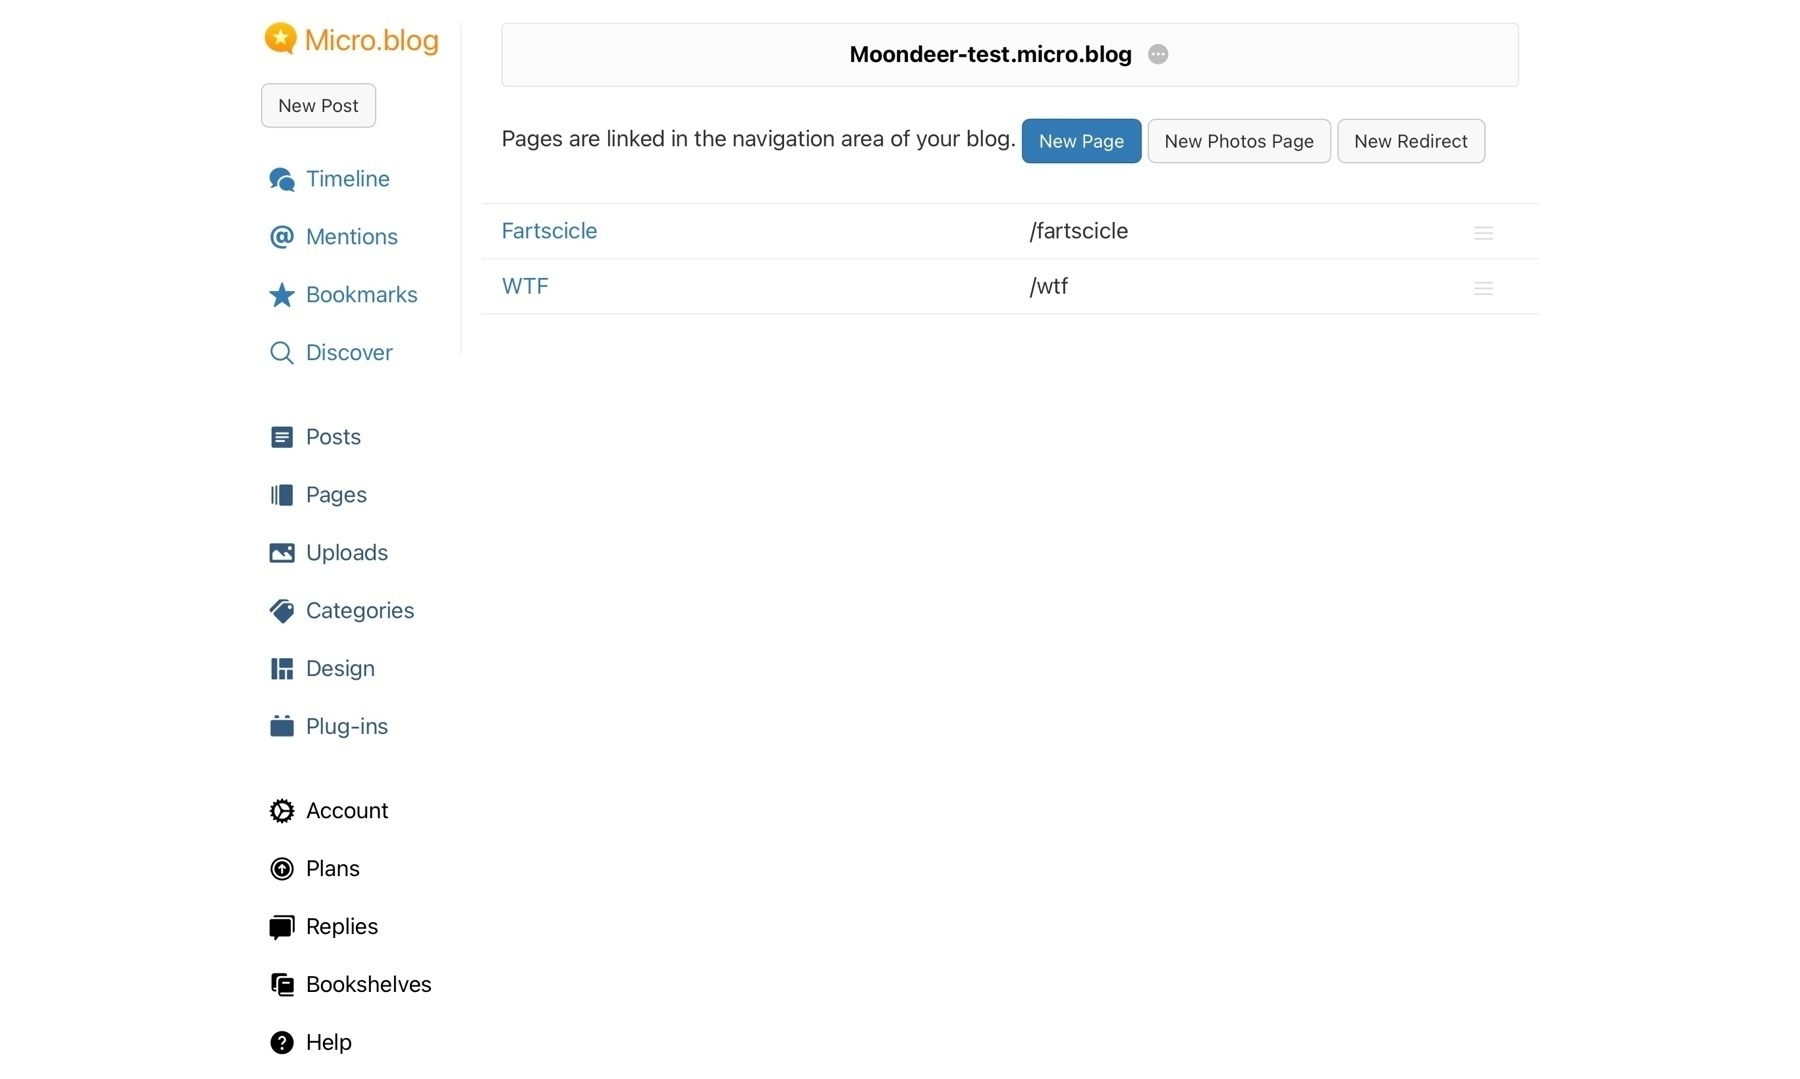 Micro.blog
New Post
Timeline
Mentions
Bookmarks
Discover
Posts
Pages
Uploads
Categories
Design
Plug-ins
Account
Plans
Replies
Bookshelves
Help
Moondeer-test.micro.blog
Pages are linked in the navigation area of your blog. New Page New Photos Page New Redirect
Fartscicle /fartscicle
WTF /wtf